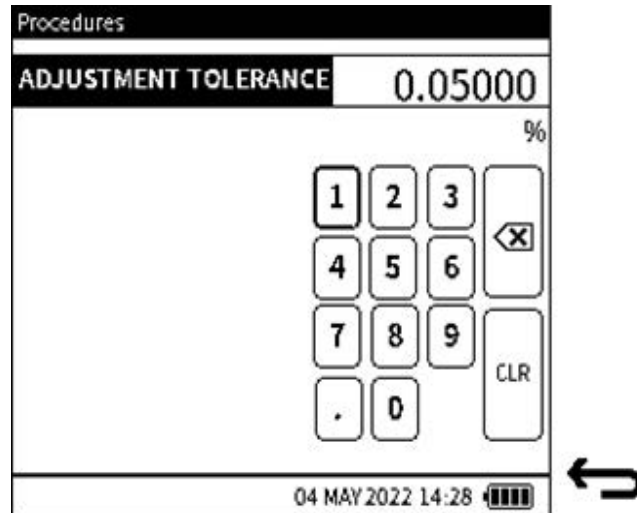 Procedures
ADJUSTMENT TOLERANCE 0.05000
%
1 2 3
4 5 6
7 8 9
CLR
. 0
04 MAY 2022 14:28